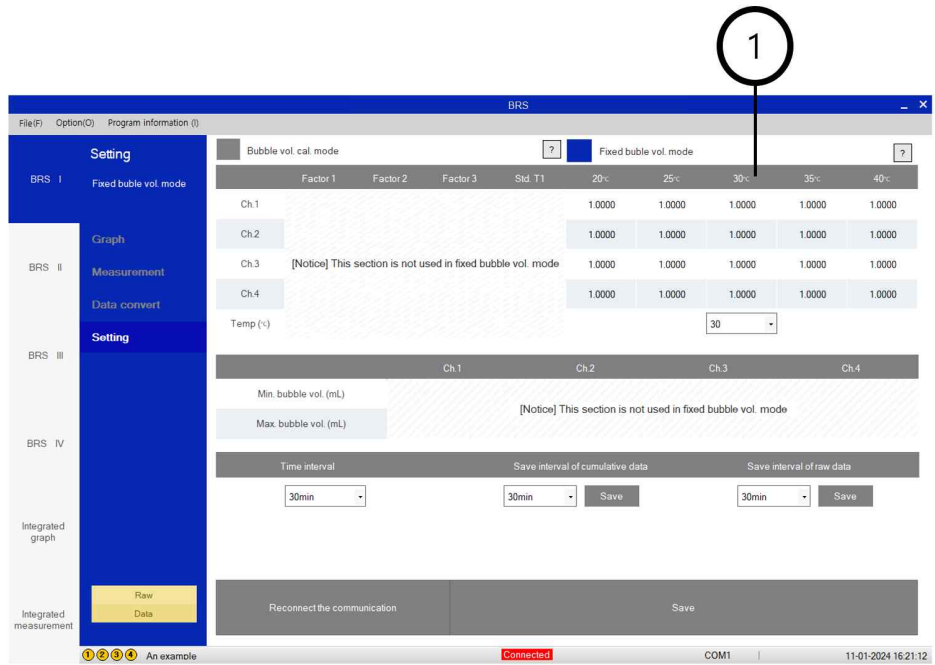 1
BRS
File(F) Option(O) Program information (I)
BRS I
BRS II
BRS III
BRS IV
Integrated
graph
Integrated
measurement
Setting
Fixed buble vol. mode
Graph
Measurement
Data convert
Setting
Raw
Data
Bubble vol. cal. mode ? Fixed buble vol. mode ?
Factor 1 Factor 2 Factor 3 Std. T1 20℃ 25℃ 30℃ 35℃ 40℃
Ch.1 1.0000 1.0000 1.0000 1.0000 1.0000
Ch.2 1.0000 1.0000 1.0000 1.0000 1.0000
Ch.3 [Notice] This section is not used in fixed bubble vol. mode 1.0000 1.0000 1.0000 1.0000 1.0000
Ch.4 1.0000 1.0000 1.0000 1.0000 1.0000
Temp (℃) 30
Ch.1 Ch.2 Ch.3 Ch.4
Min. bubble vol. (mL)
[Notice] This section is not used in fixed bubble vol. mode
Max. bubble vol. (mL)
Time interval Save interval of cumulative data Save interval of raw data
30min 30min Save 30min Save
Reconnect the communication Save
1 2 3 4 An example Connected COM1 11-01-2024 16:21:12